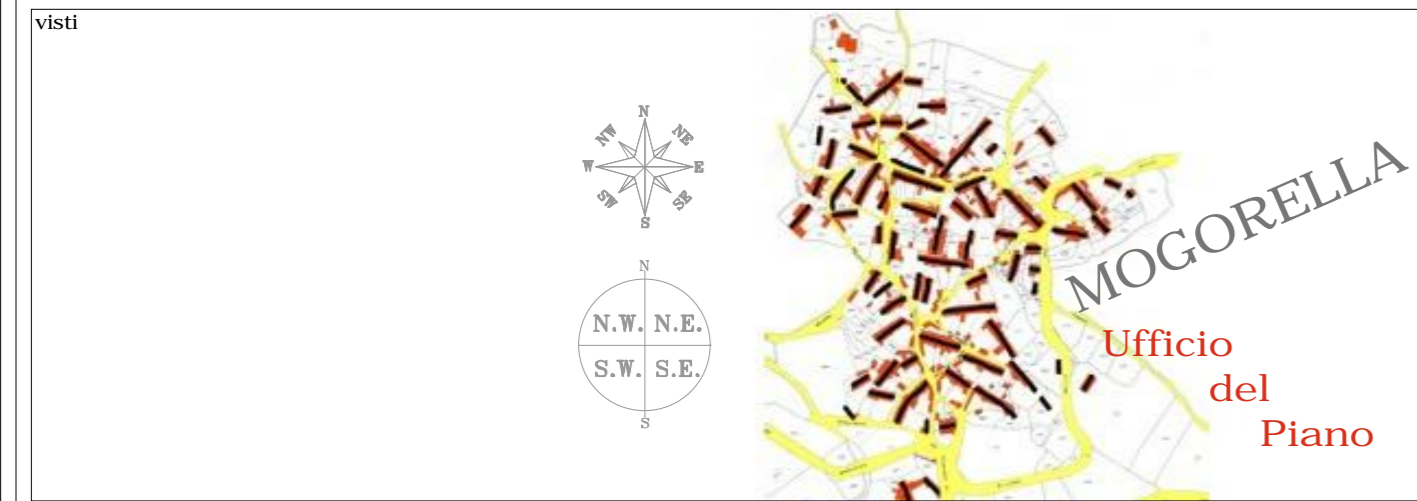 visti
N
NW NE
W E
SW SE
S
N
N.W. N.E.
S.W. S.E.
S
MOGORELLA
Ufficio
del
Piano